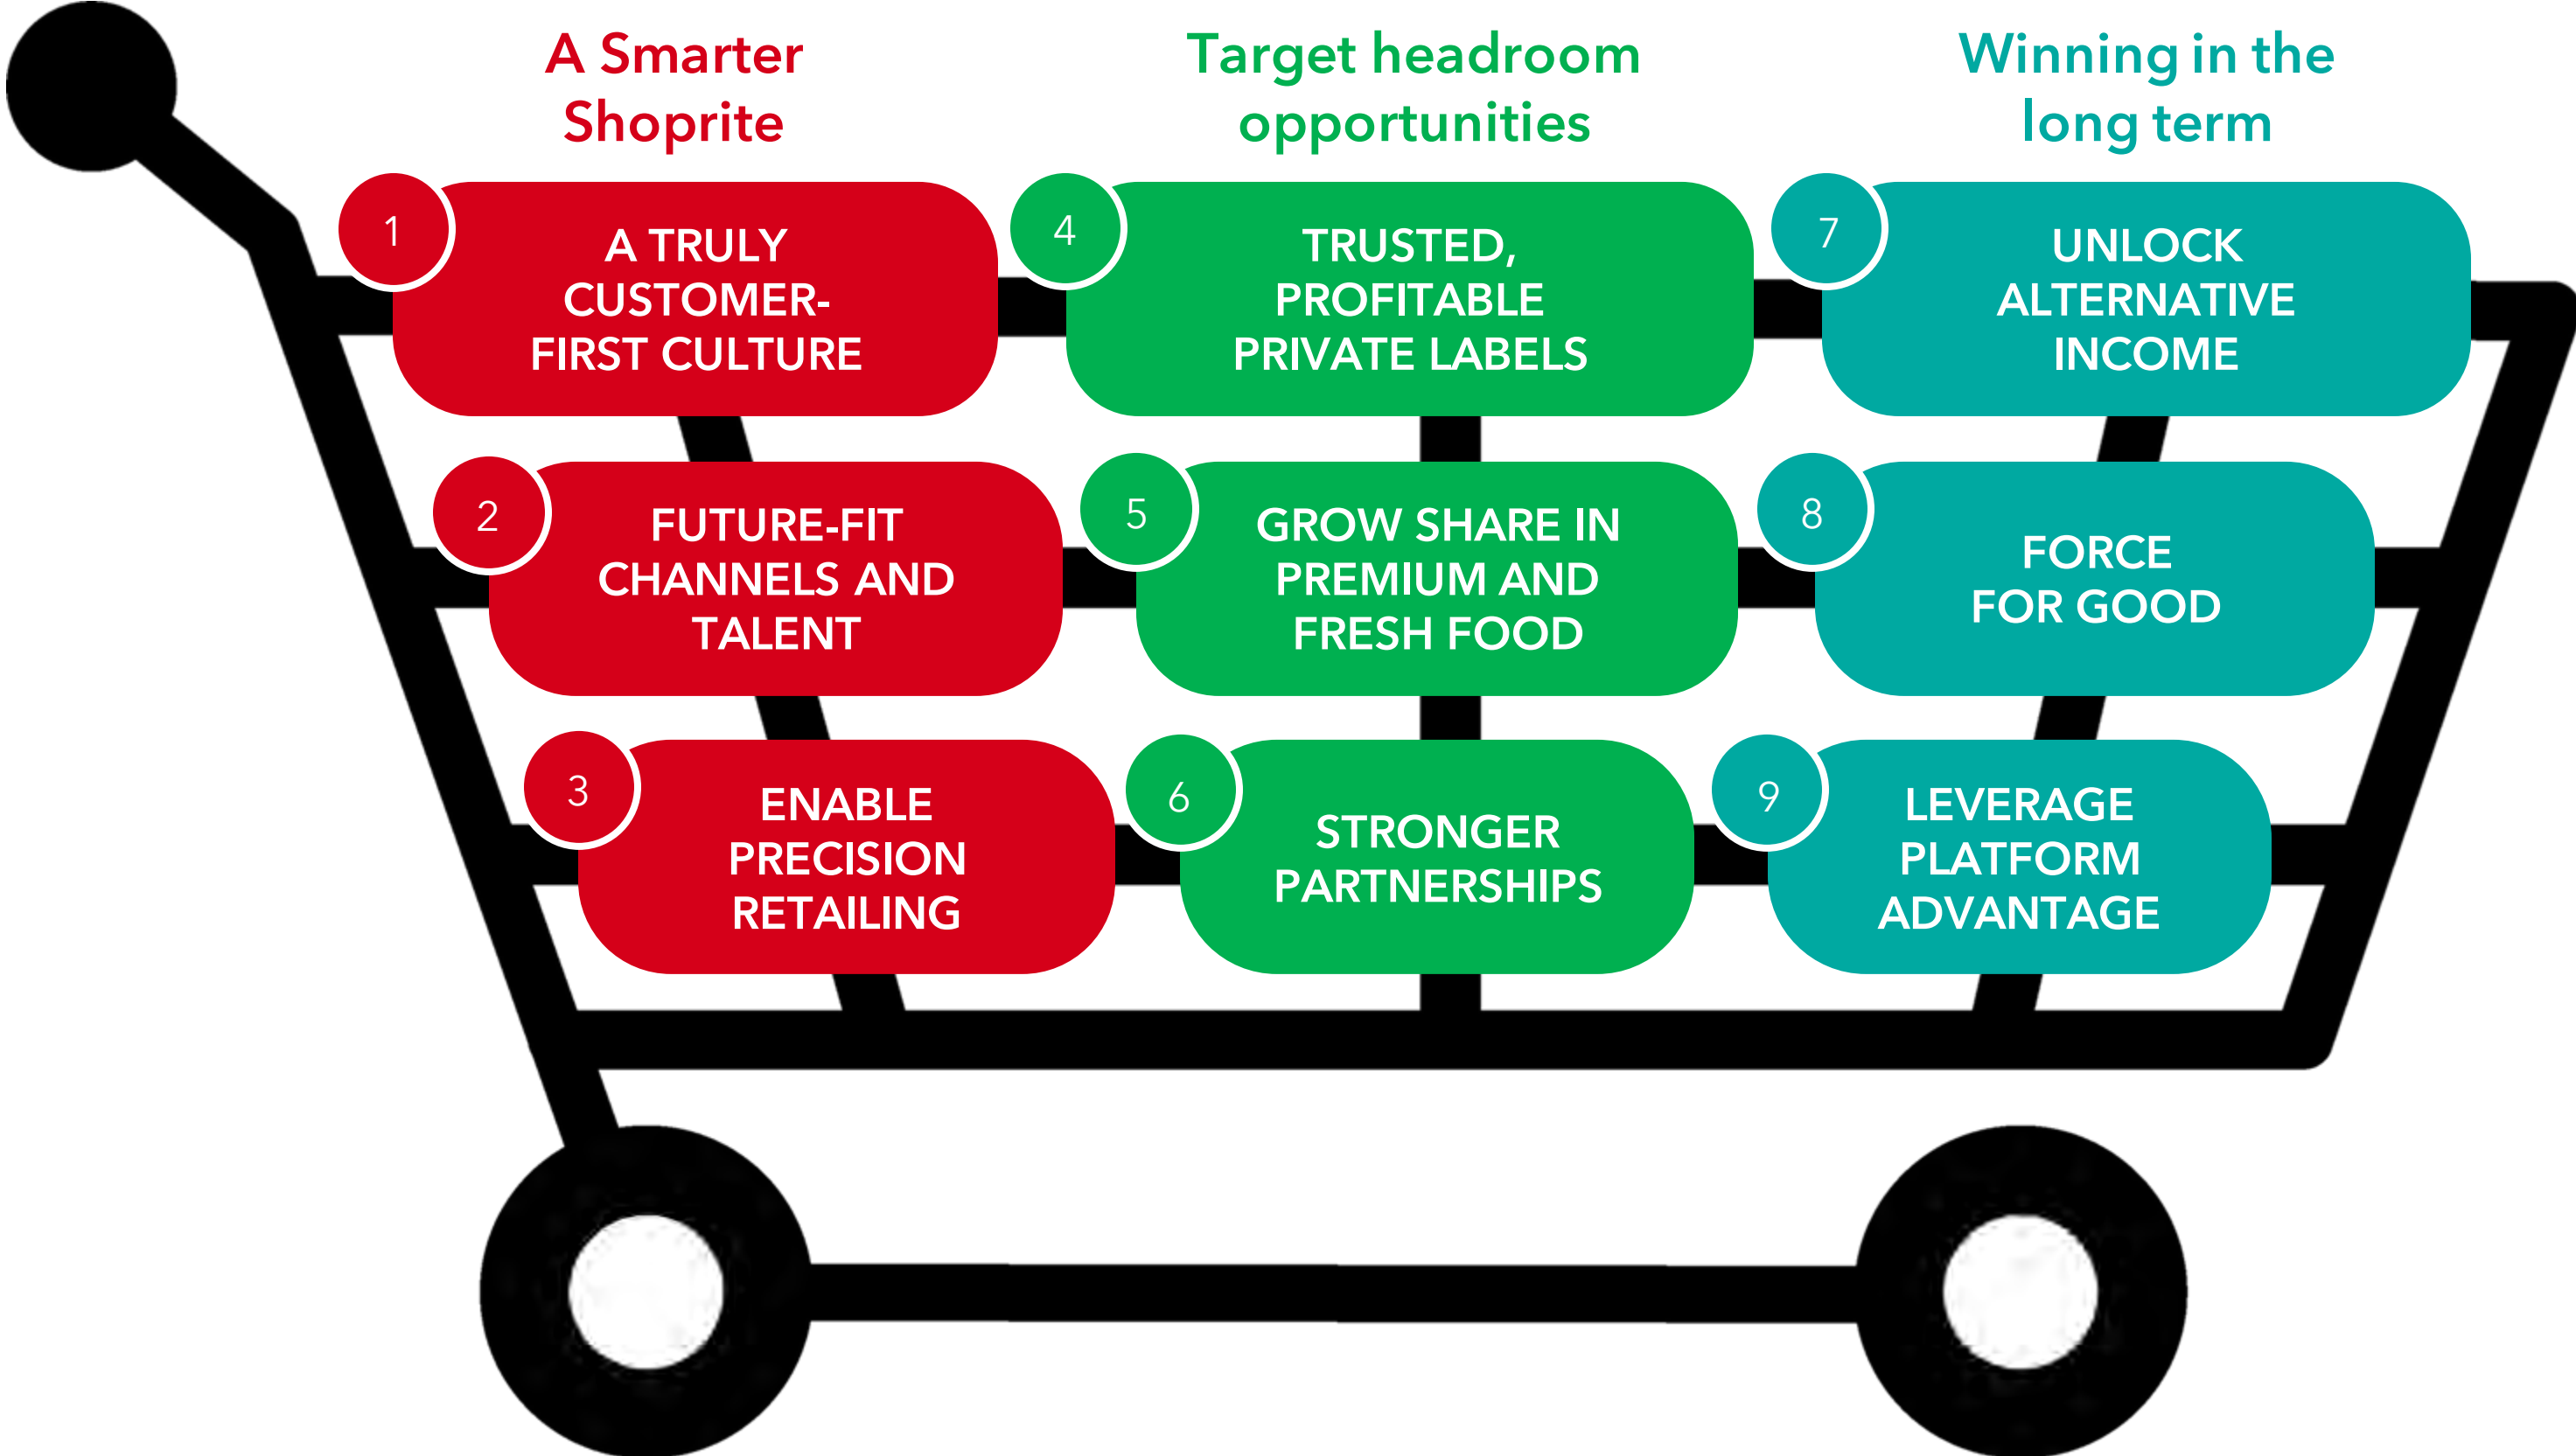 A Smarter
Shoprite
1
A TRULY
CUSTOMER-
FIRST CULTURE
2
FUTURE-FIT
CHANNELS AND
TALENT
3
ENABLE
PRECISION
RETAILING
Target headroom
opportunities
4
TRUSTED,
PROFITABLE
PRIVATE LABELS
5
GROW SHARE IN
PREMIUM AND
FRESH FOOD
6
STRONGER
PARTNERSHIPS
Winning in the
long term
7
UNLOCK
ALTERNATIVE
INCOME
8
FORCE
FOR GOOD
9
LEVERAGE
PLATFORM
ADVANTAGE